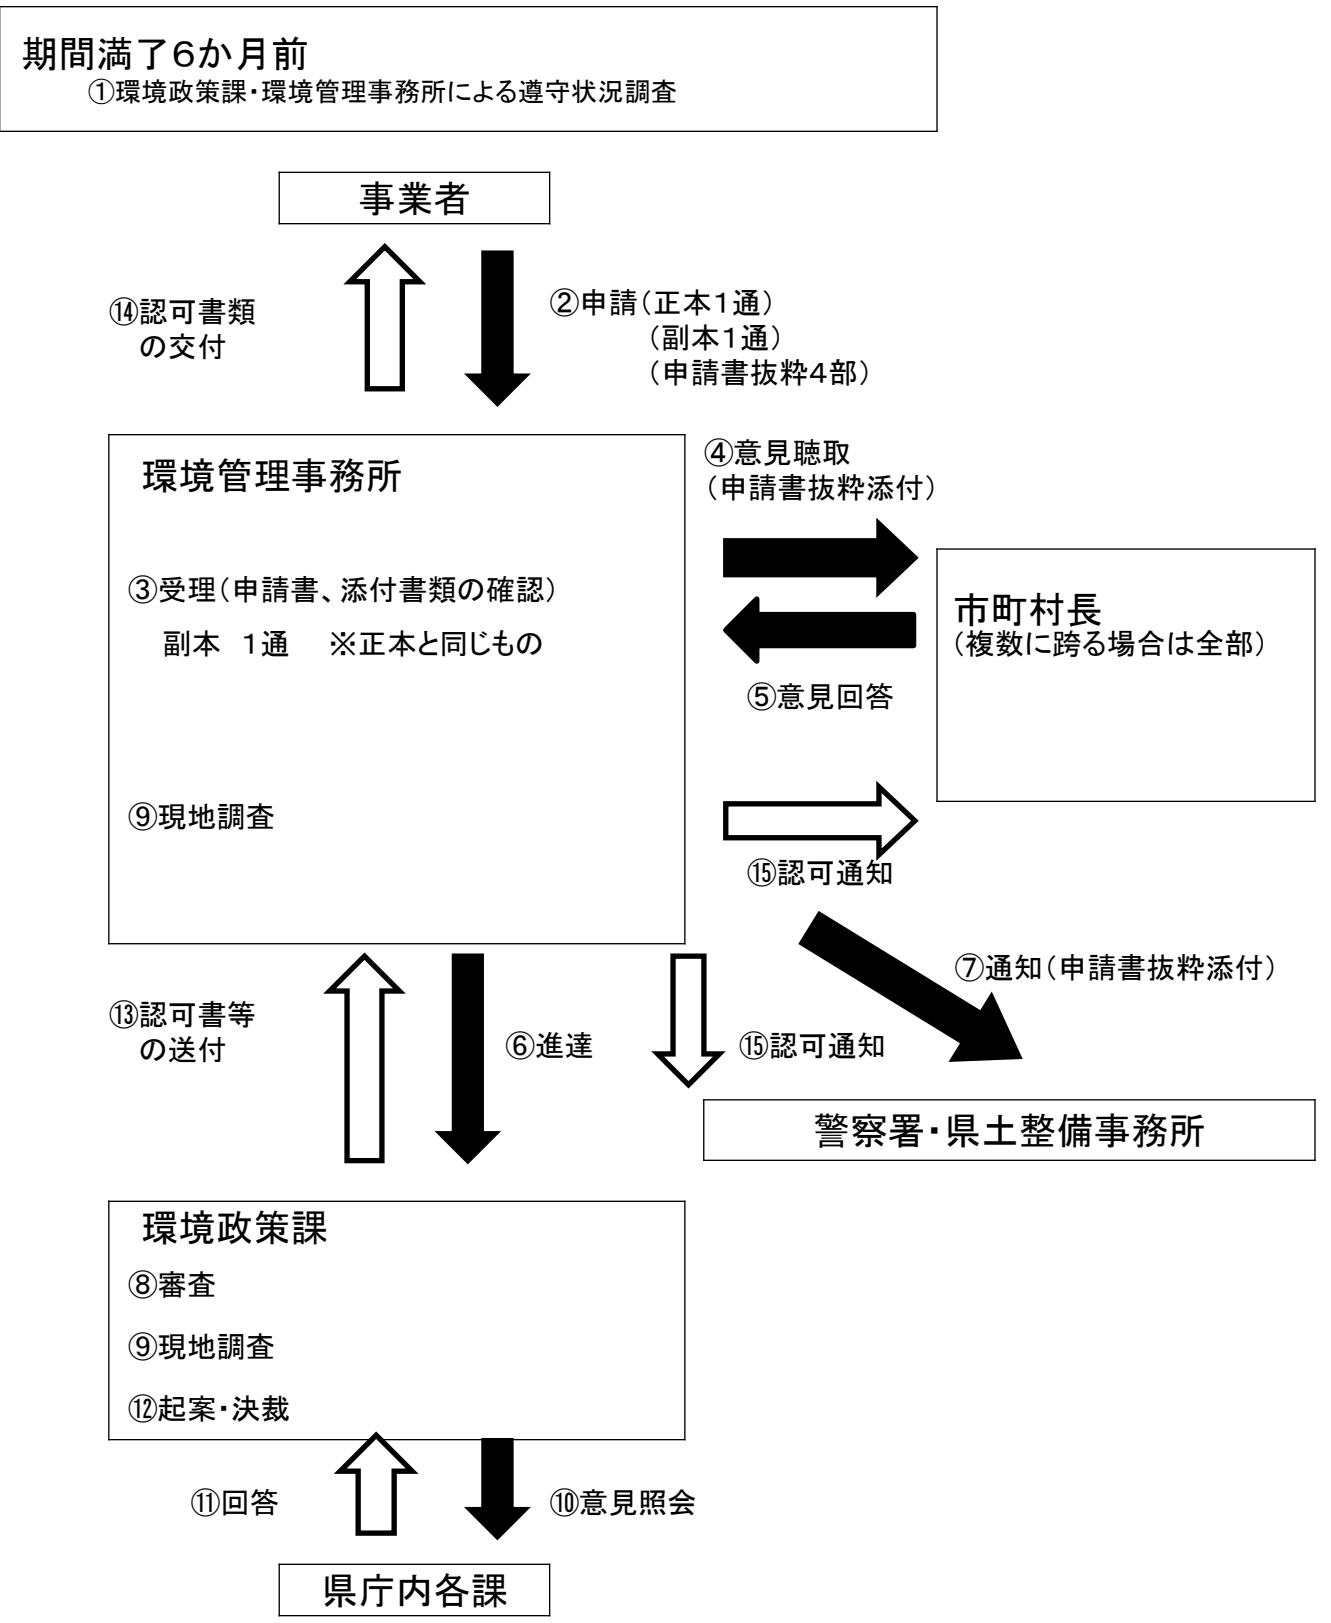 期間満了6か月前
①環境政策課・環境管理事務所による遵守状況調査
事業者
⑭認可書類
の交付
②申請(正本1通)
(副本1通)
(申請書抜粋4部)
環境管理事務所
④意見聴取
(申請書抜粋添付)
③受理(申請書、添付書類の確認)
副本 1通 ※正本と同じもの
市町村長
(複数に跨る場合は全部)
⑤意見回答
⑨現地調査
⑮認可通知
⑦通知(申請書抜粋添付)
⑬認可書等
の送付
⑥進達
⑮認可通知
警察署・県土整備事務所
環境政策課
⑧審査
⑨現地調査
⑫起案・決裁
⑪回答
⑩意見照会
県庁内各課